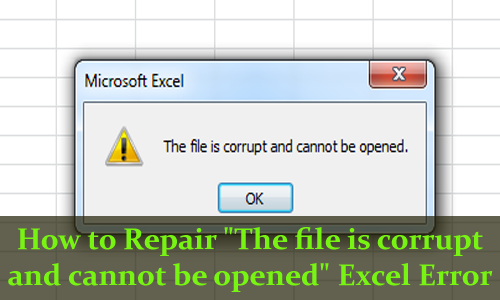 Microsoft Excel
The file is corrupt and cannot be opened.
OK
How to Repair "The file is corrupt
and cannot be opened" Excel Error